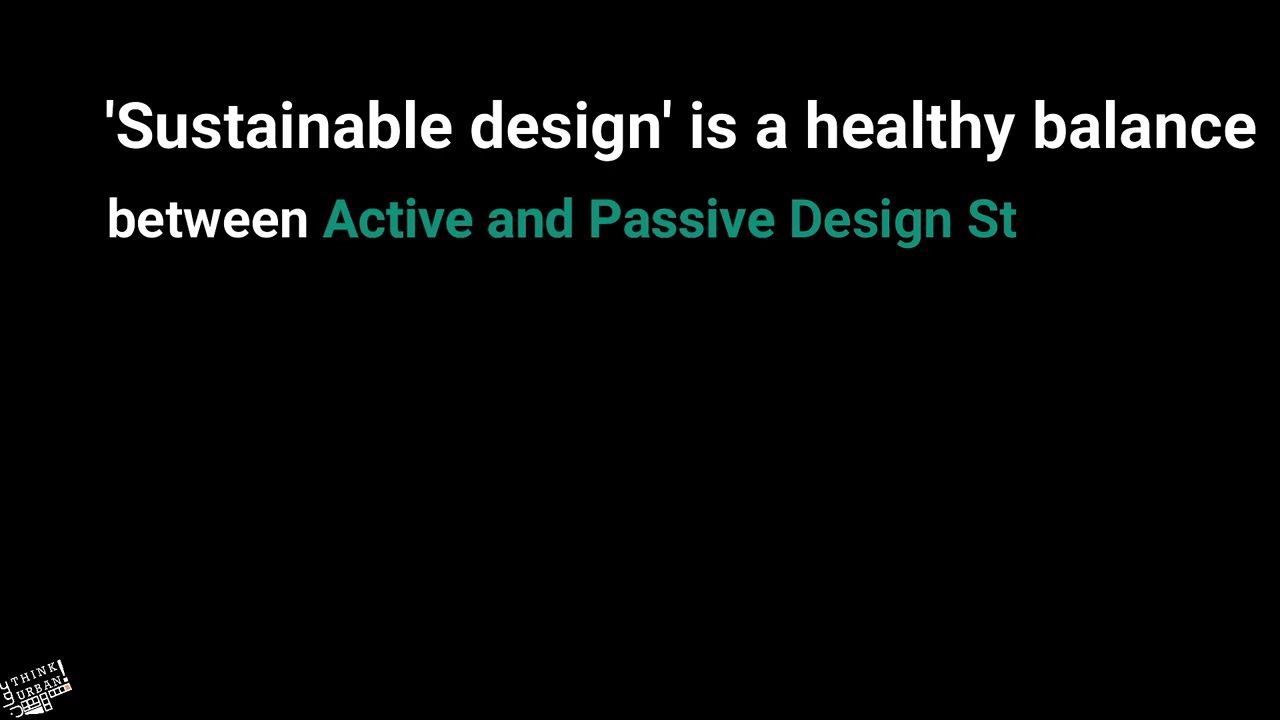 'Sustainable design' is a healthy balance
between Active and Passive Design St
THINK
URBAN!